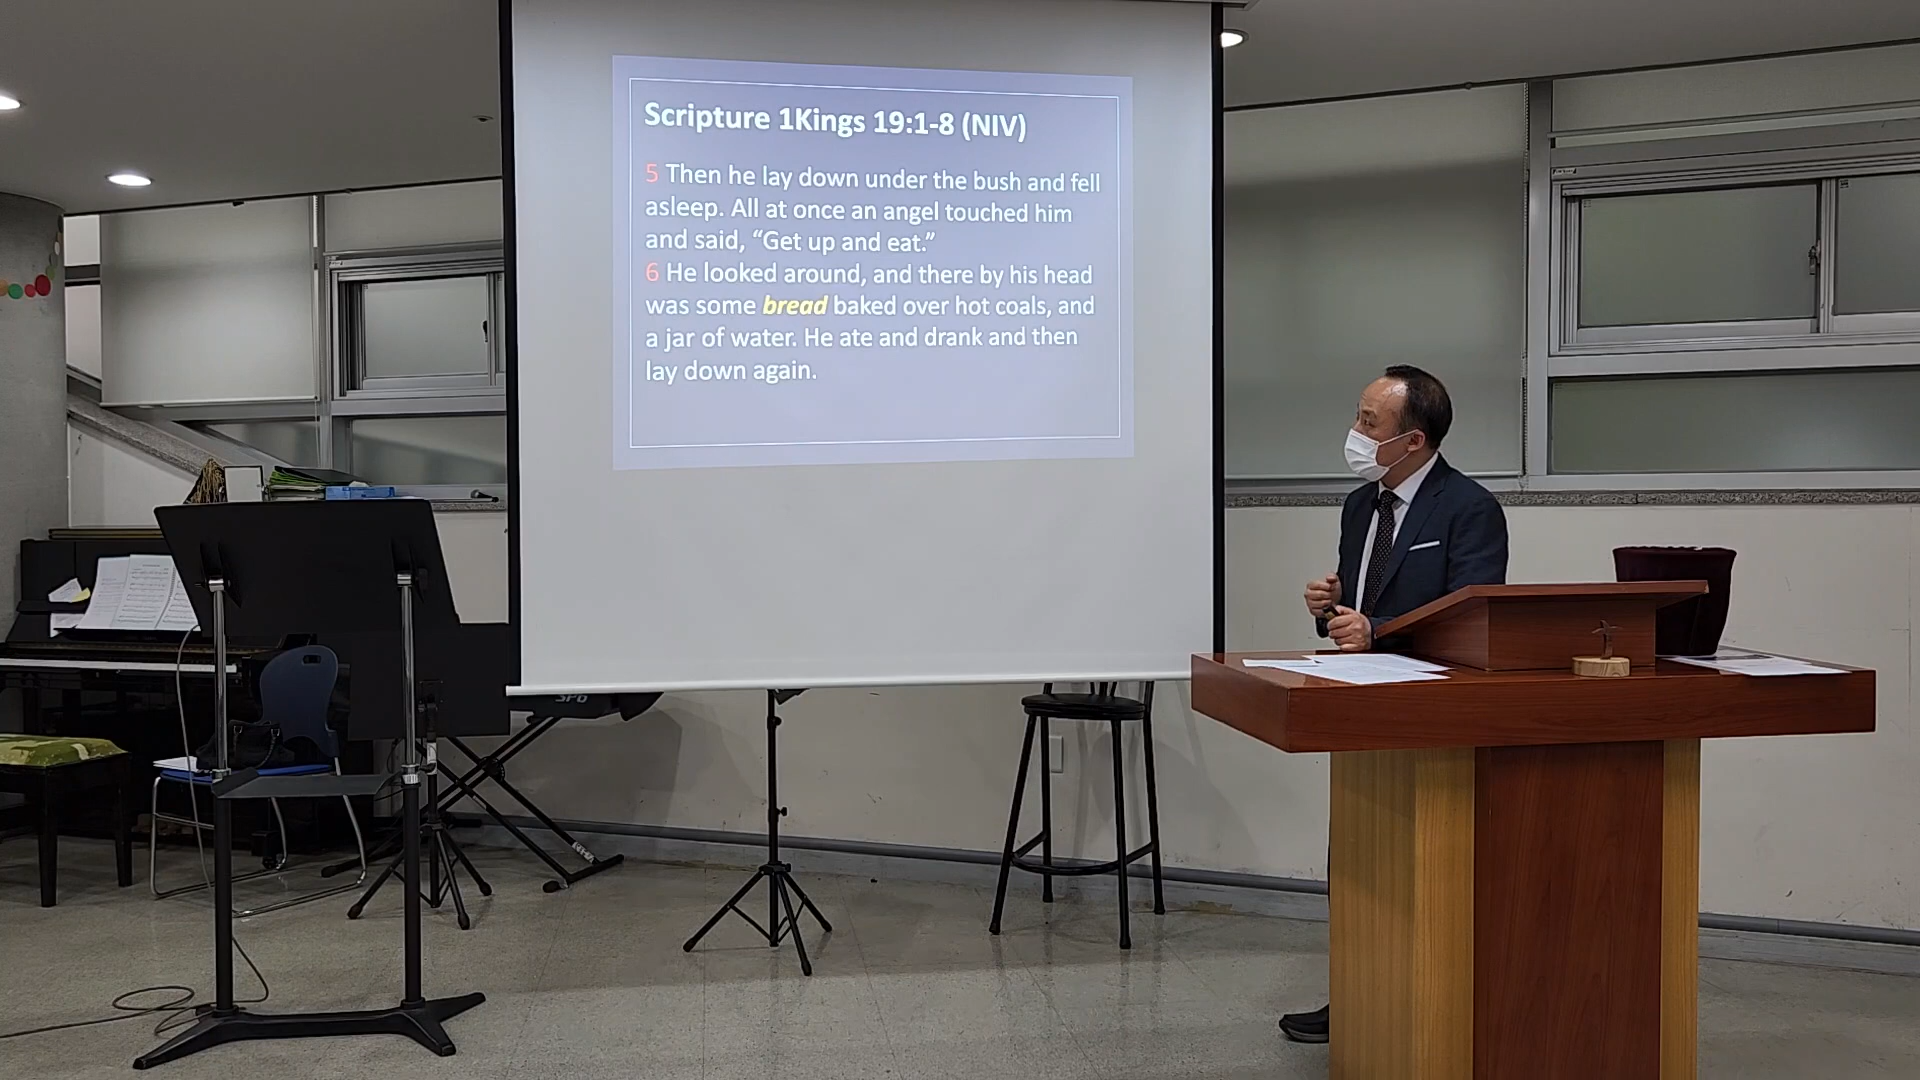 Scripture 1Kings 19:1-8 (NIV)
5 Then he lay down under the bush and fell
asleep. All at once an angel touched him
and said, “Get up and eat.”
6 He looked around, and there by his head
was some bread baked over hot coals, and
a jar of water. He ate and drank and then
lay down again.
SP6